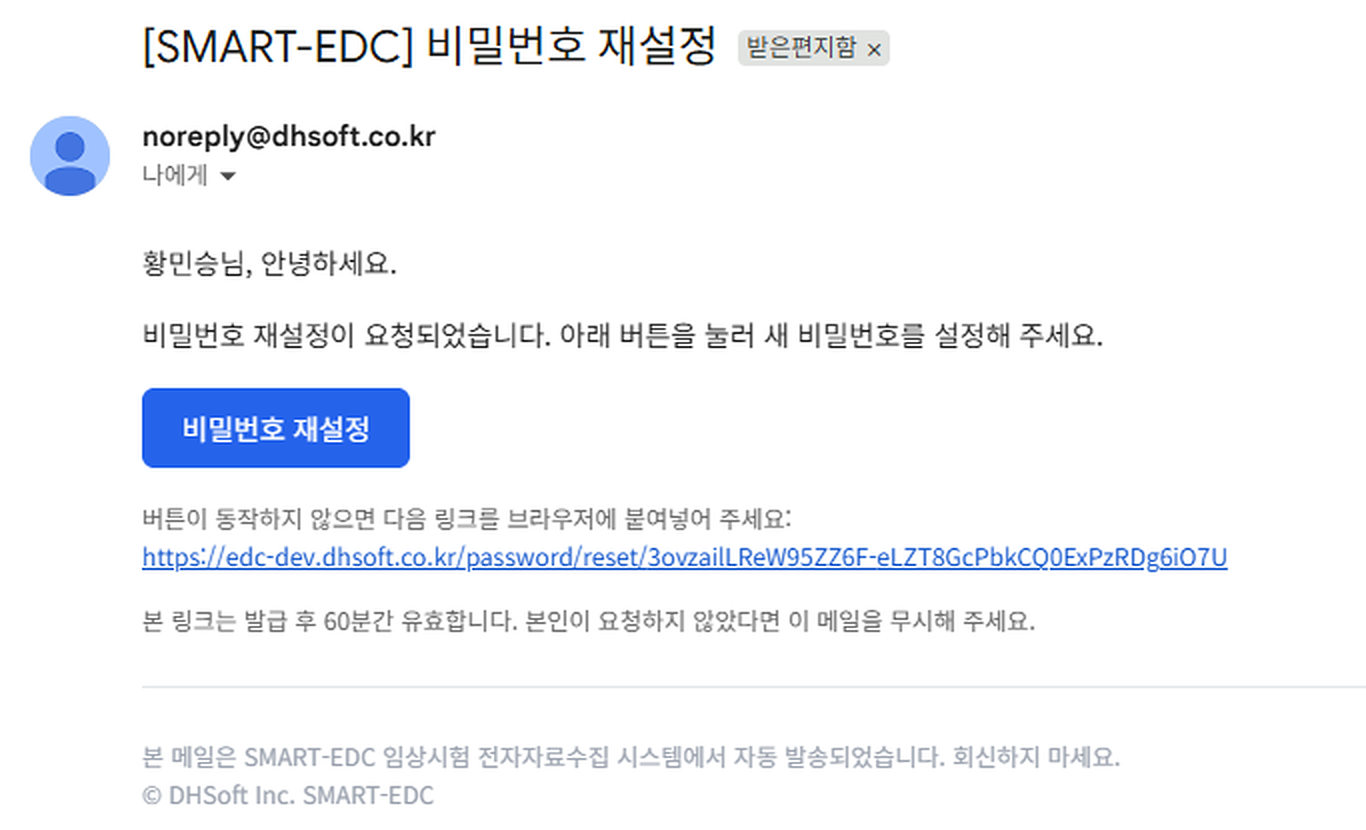 [SMART-EDC] 비밀번호 재설정 받은편지함 ×
noreply@dhsoft.co.kr
나에게
황민승님, 안녕하세요.
비밀번호 재설정이 요청되었습니다. 아래 버튼을 눌러 새 비밀번호를 설정해 주세요.
비밀번호 재설정
버튼이 동작하지 않으면 다음 링크를 브라우저에 붙여넣어 주세요:
https://edc-dev.dhsoft.co.kr/password/reset/3ovzailLReW95ZZ6F-eLZT8GcPbkCQ0ExPzRDg6iO7U
본 링크는 발급 후 60분간 유효합니다. 본인이 요청하지 않았다면 이 메일을 무시해 주세요.
본 메일은 SMART-EDC 임상시험 전자자료수집 시스템에서 자동 발송되었습니다. 회신하지 마세요.
© DHSoft Inc. SMART-EDC